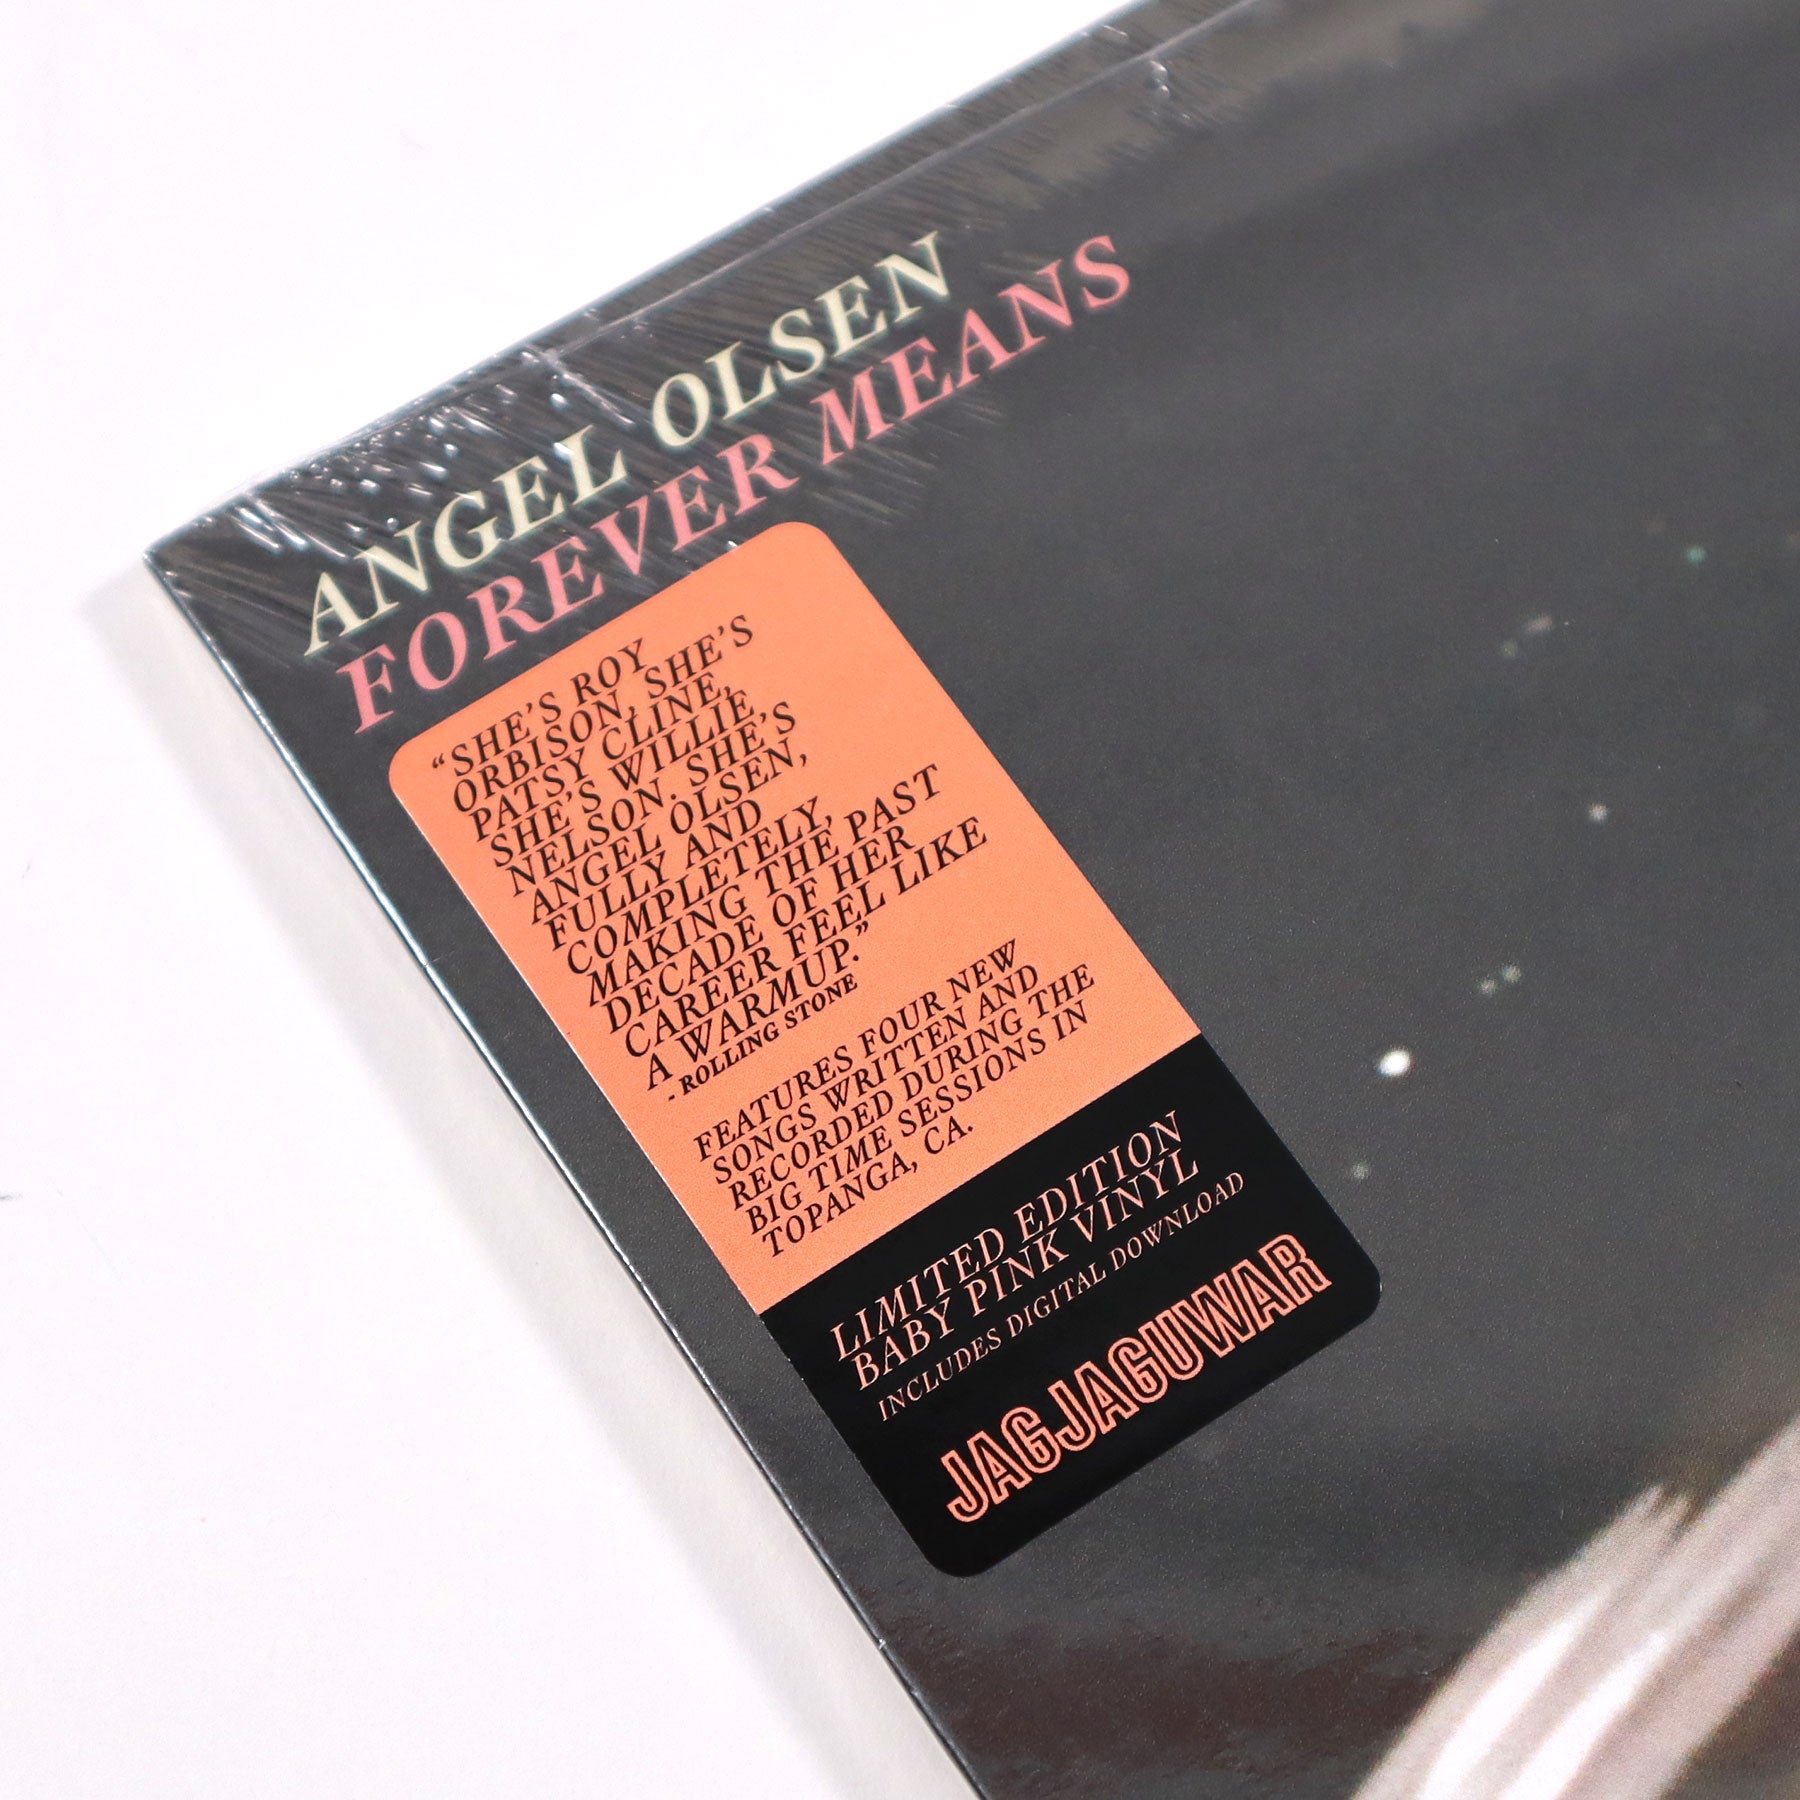 ANGEL OLSEN
FOREVER MEANS
“SHE’S ROY
ORBISON, SHE’S
PATSY CLINE,
SHE’S WILLIE
NELSON. SHE’S
ANGEL OLSEN,
FULLY AND
COMPLETELY,
MAKING THE PAST
DECADE OF HER
CAREER FEEL LIKE
A WARMUP.”
- ROLLING STONE
FEATURES FOUR NEW
SONGS WRITTEN AND
RECORDED DURING THE
BIG TIME SESSIONS IN
TOPANGA, CA.
LIMITED EDITION
BABY PINK VINYL
INCLUDES DIGITAL DOWNLOAD
JAGJAGUWAR